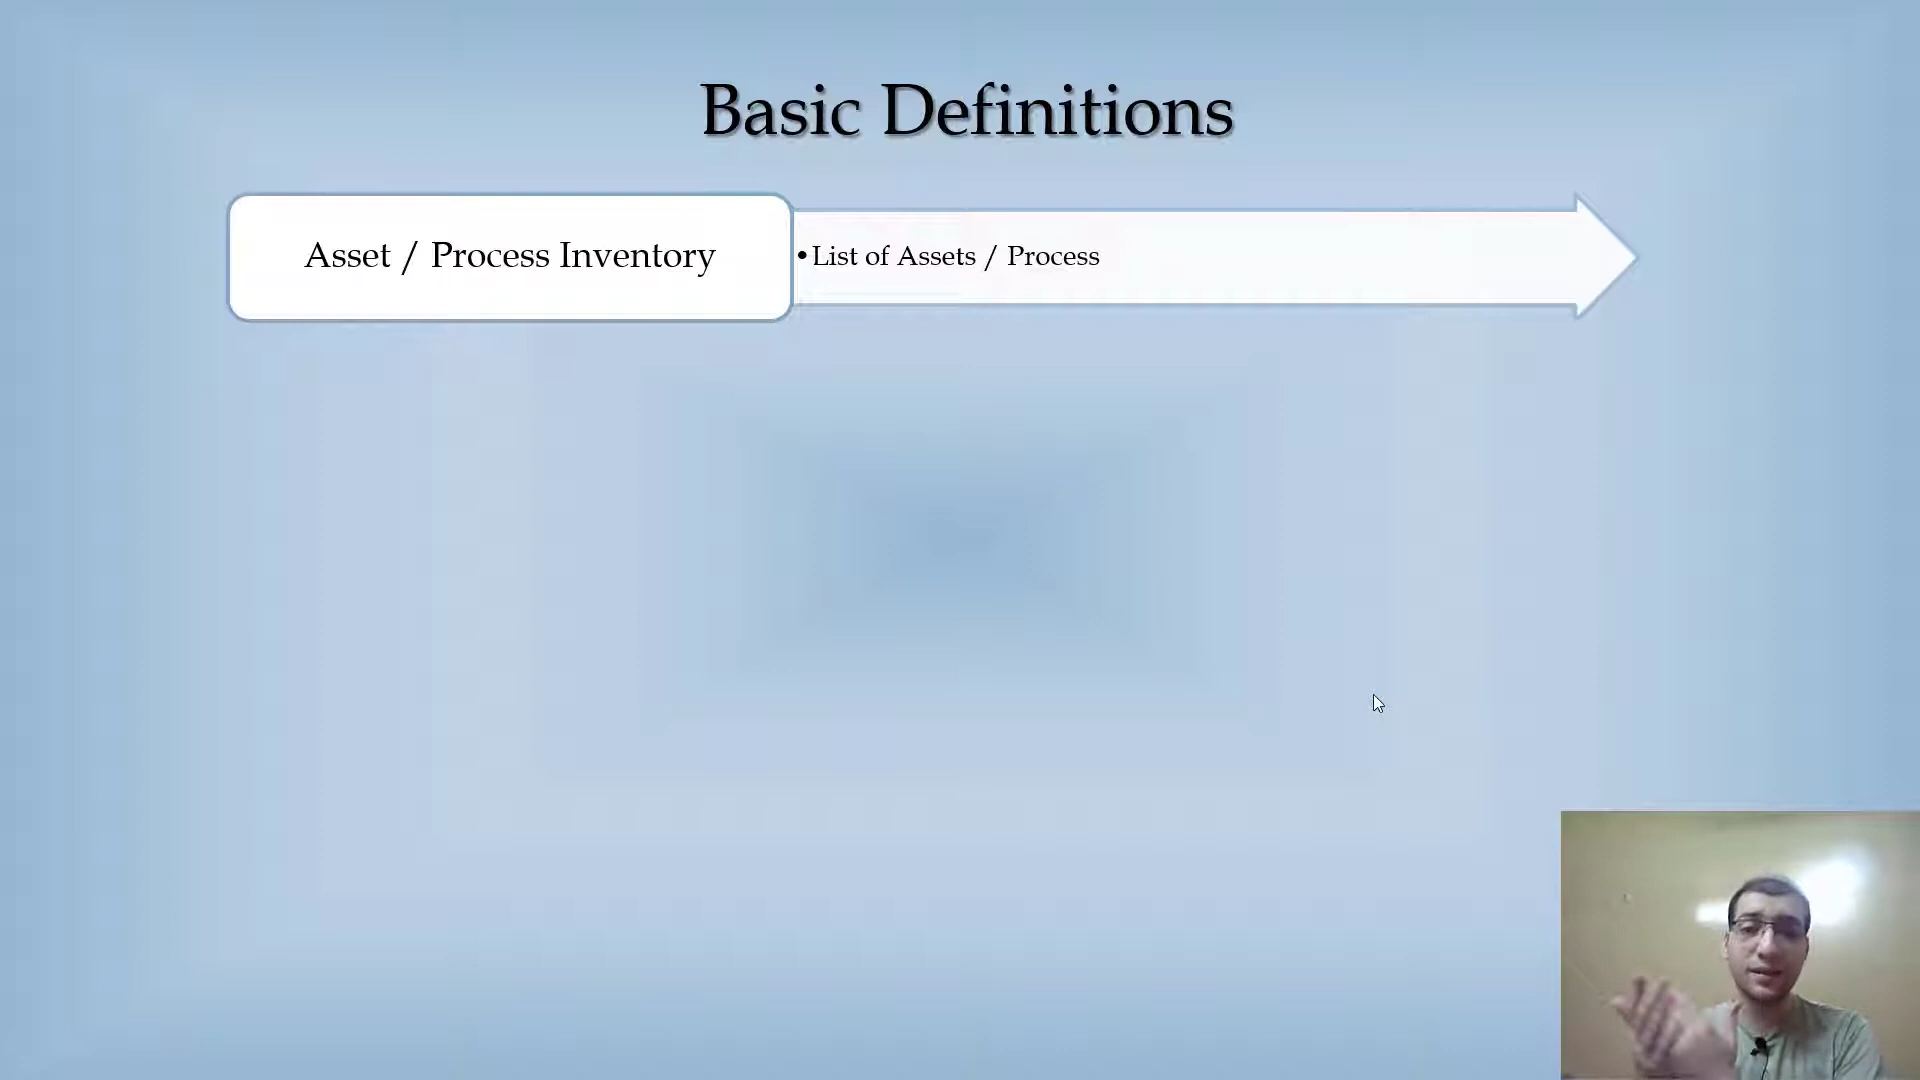 Basic Definitions
Asset / Process Inventory
•List of Assets / Process